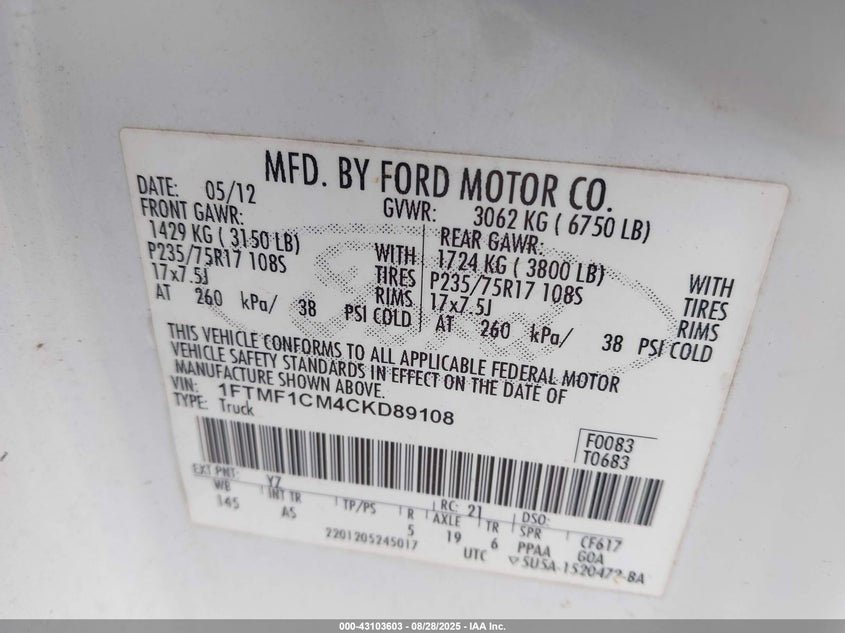 MFD. BY FORD MOTOR CO.
DATE: 05/12 GVWR: 3062 KG ( 6750 LB)
FRONT GAWR: REAR GAWR:
1429 KG ( 3150 LB) WITH 1724 KG ( 3800 LB) WITH
P235/75R17 108S TIRES P235/75R17 108S TIRES
17x7.5J RIMS 17x7.5J RIMS
AT 260 kPa/ 38 PSI COLD AT 260 kPa/ 38 PSI COLD
THIS VEHICLE CONFORMS TO ALL APPLICABLE FEDERAL MOTOR
VEHICLE SAFETY STANDARDS IN EFFECT ON THE DATE OF
MANUFACTURE SHOWN ABOVE.
VIN: 1FTMF1CM4CKD89108
TYPE: Truck
F0083
T0683
EXT PNT: YZ RC: 21 DSO:
WB INT TR TP/PS R AXLE TR SPR CF617
145 A5 5 19 6 PPAA GOA
2201205245017 UTC ▽ 5U5A-1520472-BA
000-43103603 - 08/28/2025 - IAA Inc.